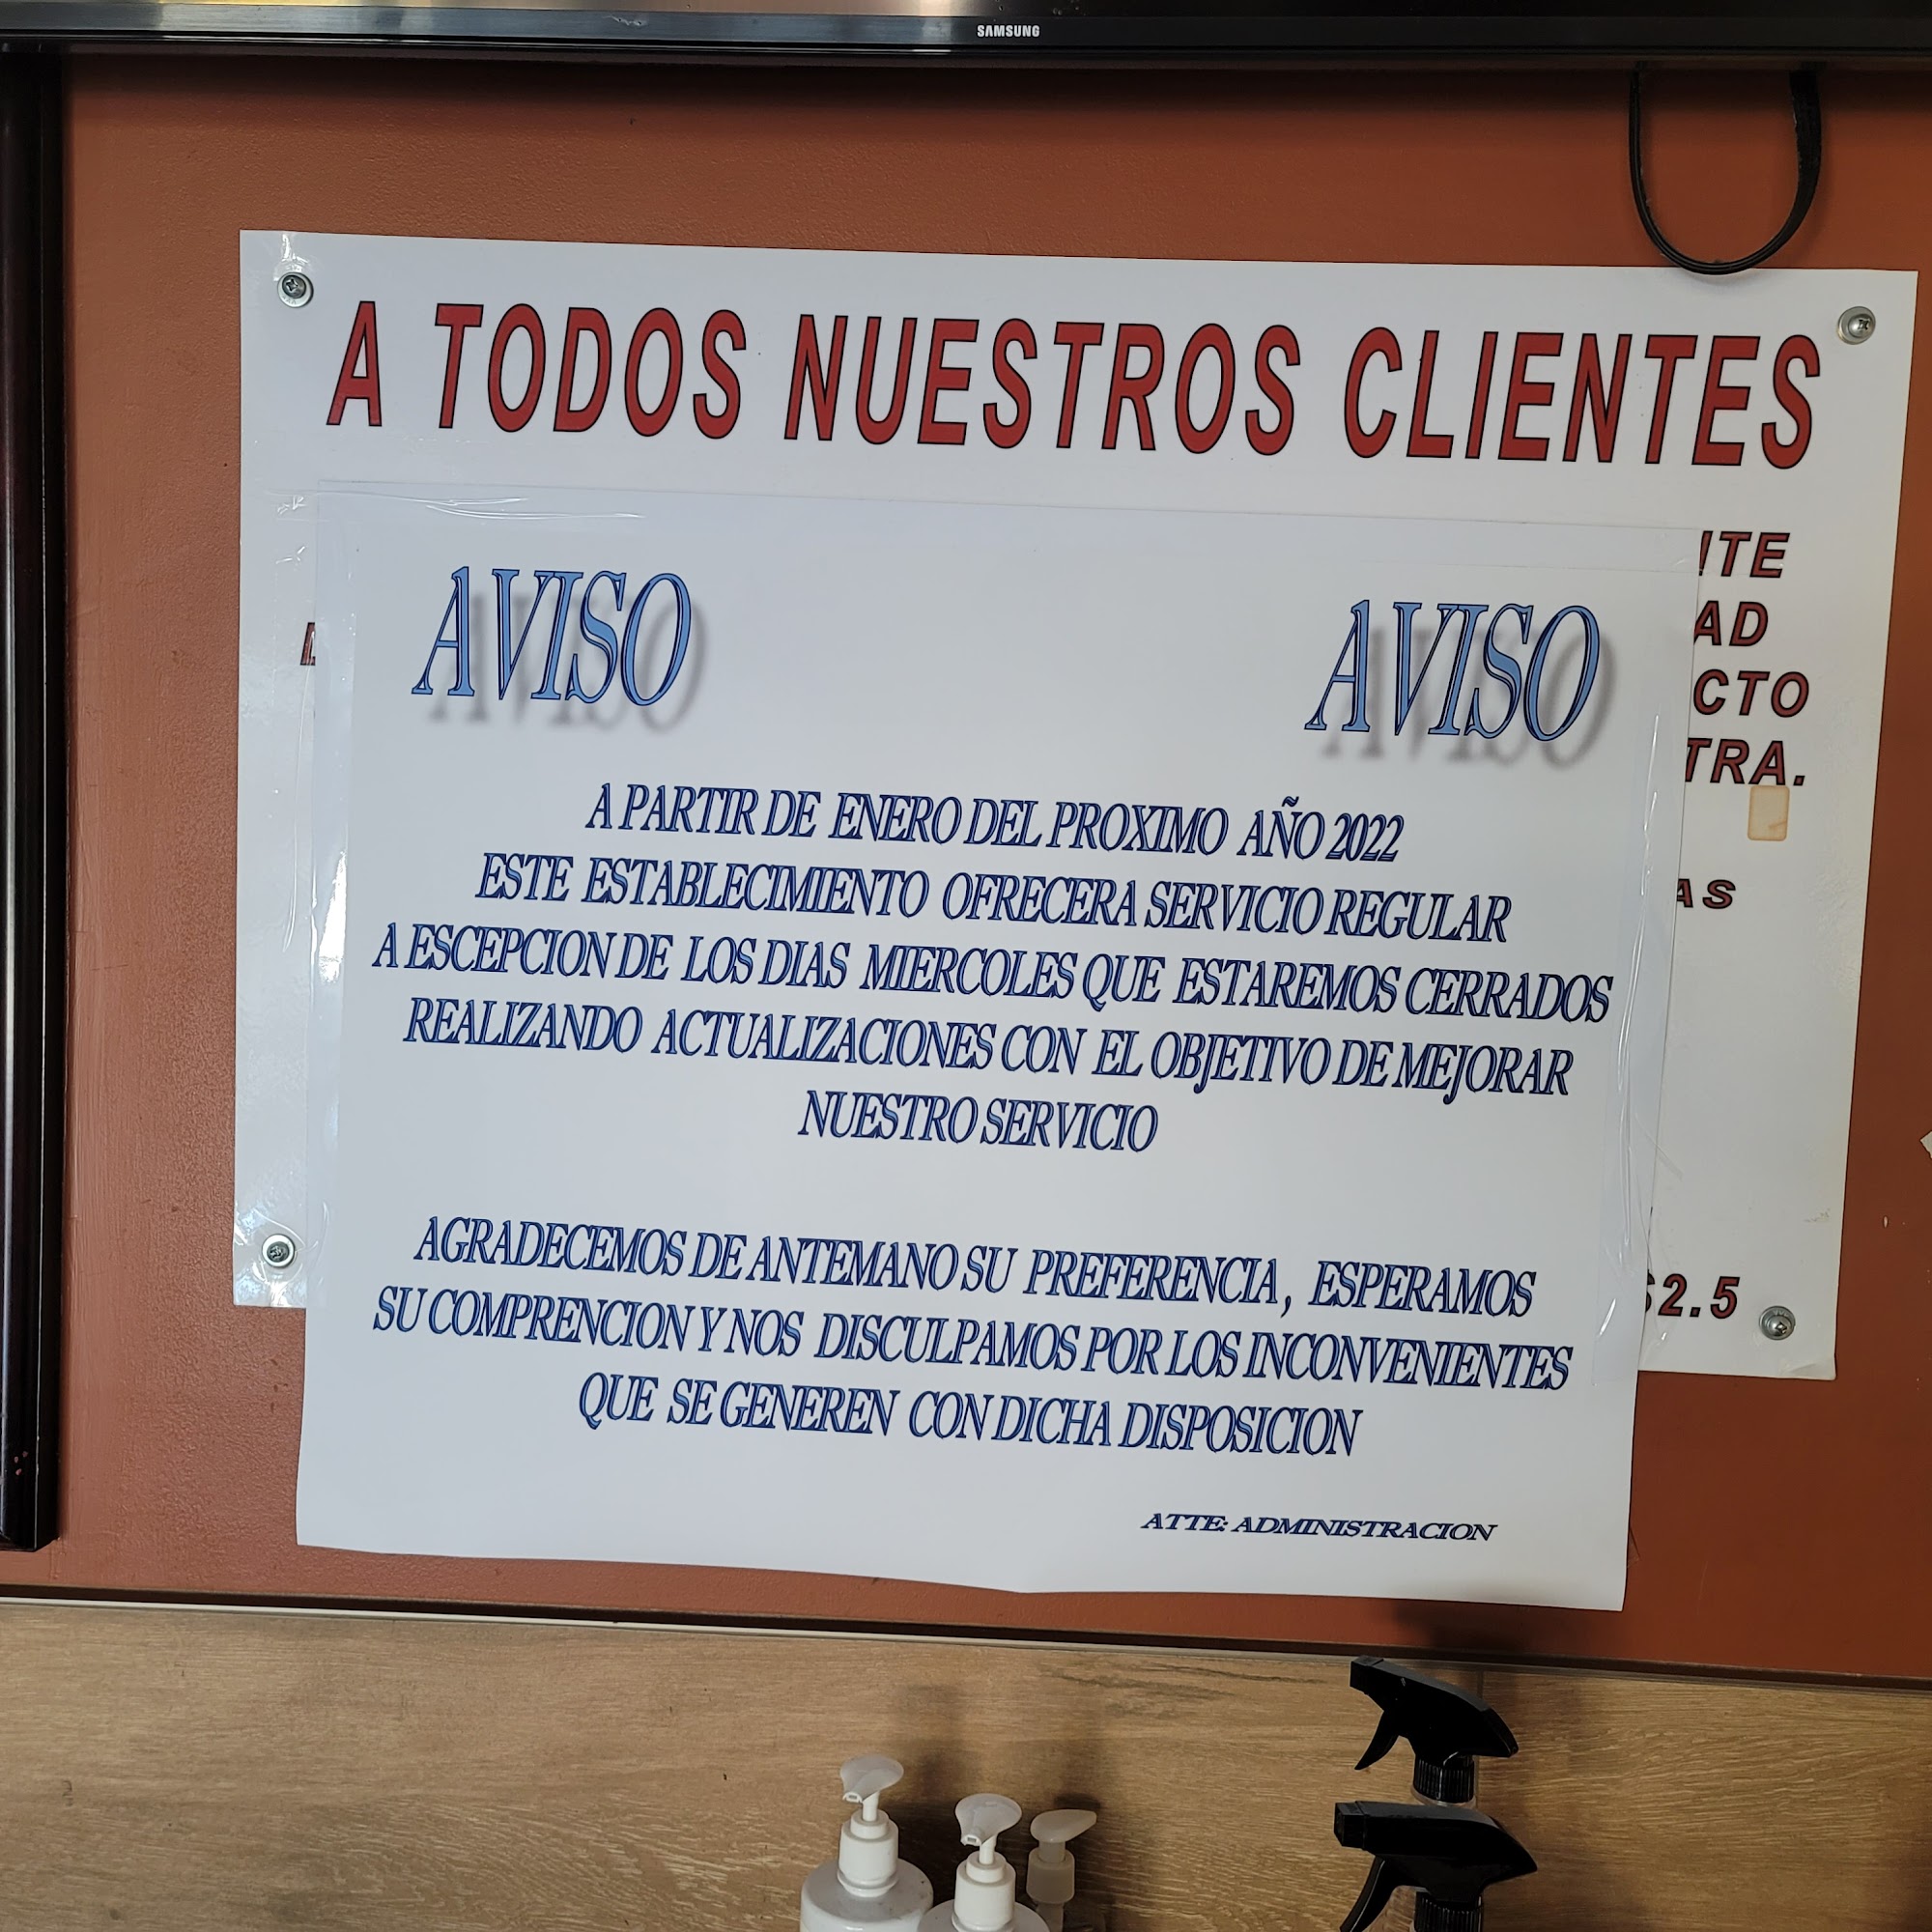 SAMSUNG
A TODOS NUESTROS CLIENTES
AVISO AVISO
A PARTIR DE ENERO DEL PROXIMO AÑO 2022
ESTE ESTABLECIMIENTO OFRECERA SERVICIO REGULAR
A ESCEPCION DE LOS DIAS MIERCOLES QUE ESTAREMOS CERRADOS
REALIZANDO ACTUALIZACIONES CON EL OBJETIVO DE MEJORAR
NUESTRO SERVICIO
AGRADECEMOS DE ANTEMANO SU PREFERENCIA, ESPERAMOS
SU COMPRENCION Y NOS DISCULPAMOS POR LOS INCONVENIENTES
QUE SE GENEREN CON DICHA DISPOSICION
ATTE: ADMINISTRACION
TE
AD
CTO
TRA.
AS
2.5